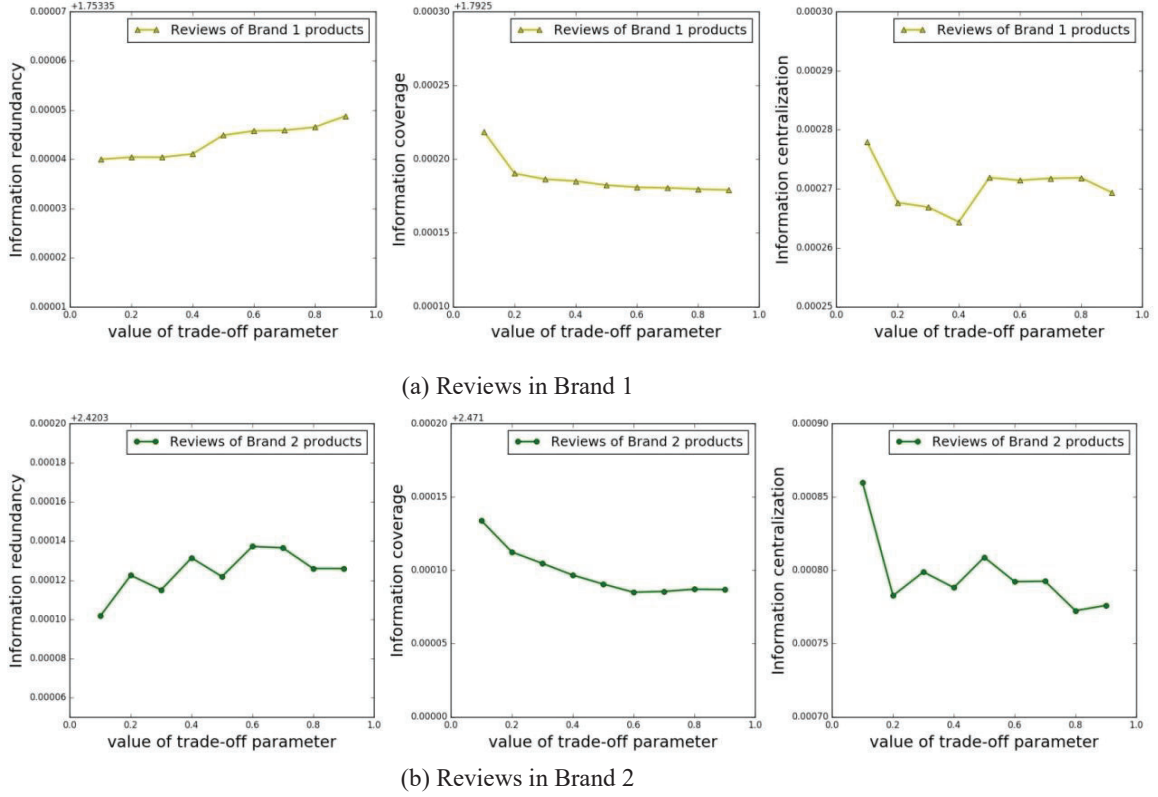 +1.75335
0.00007
0.00006
0.00005
0.00004
0.00003
0.00002
0.00001
0.0 0.2 0.4 0.6 0.8 1.0
Information redundancy
value of trade-off parameter
Reviews of Brand 1 products
+1.7925
0.00030
0.00025
0.00020
0.00015
0.00010
0.0 0.2 0.4 0.6 0.8 1.0
Information coverage
value of trade-off parameter
Reviews of Brand 1 products
0.00030
0.00029
0.00028
0.00027
0.00026
0.00025
0.0 0.2 0.4 0.6 0.8 1.0
Information centralization
value of trade-off parameter
Reviews of Brand 1 products
(a) Reviews in Brand 1
+2.4203
0.00020
0.00018
0.00016
0.00014
0.00012
0.00010
0.00008
0.00006
0.0 0.2 0.4 0.6 0.8 1.0
Information redundancy
value of trade-off parameter
Reviews of Brand 2 products
+2.471
0.00020
0.00015
0.00010
0.00005
0.00000
0.0 0.2 0.4 0.6 0.8 1.0
Information coverage
value of trade-off parameter
Reviews of Brand 2 products
0.00090
0.00085
0.00080
0.00075
0.00070
0.0 0.2 0.4 0.6 0.8 1.0
Information centralization
value of trade-off parameter
Reviews of Brand 2 products
(b) Reviews in Brand 2